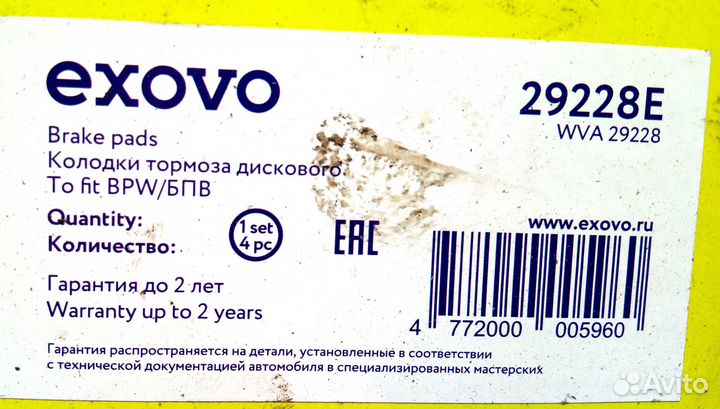 exovo
29228E
WVA 29228
Brake pads
Колодки тормоза дискового
To fit BPW/БПВ
Quantity:
Количество:
1 set
4 pc
EAC
www.exovo.ru
Гарантия до 2 лет
Warranty up to 2 years
4 772000 005960
Гарантия распространяется на детали, установленные в соответствии
с технической документацией автомобиля в специализированных мастерских
Avito